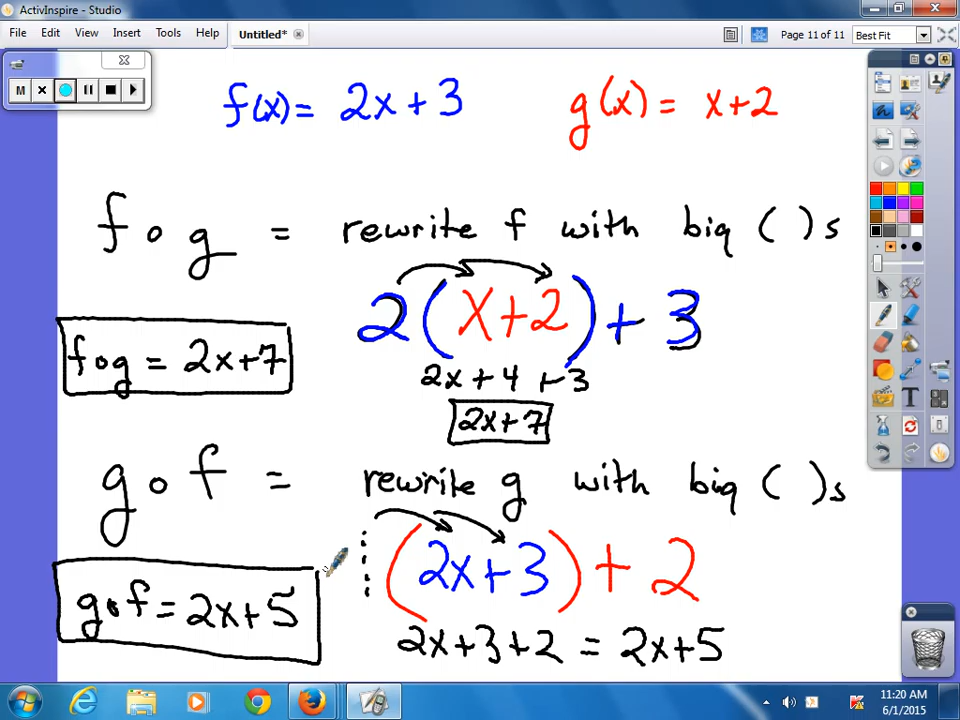 ActivInspire - Studio
File Edit View Insert Tools Help Untitled* Page 11 of 11 Best Fit
M
f(x) = 2x + 3 g(x) = x+2
f o g = rewrite f with big ( )s
2(x+2) + 3
fog = 2x+7
2x + 4 + 3
2x+7
g o f = rewrite g with big ( )s
(2x+3) + 2
gof = 2x+5
2x+3+2 = 2x+5
T
11:20 AM
6/1/2015